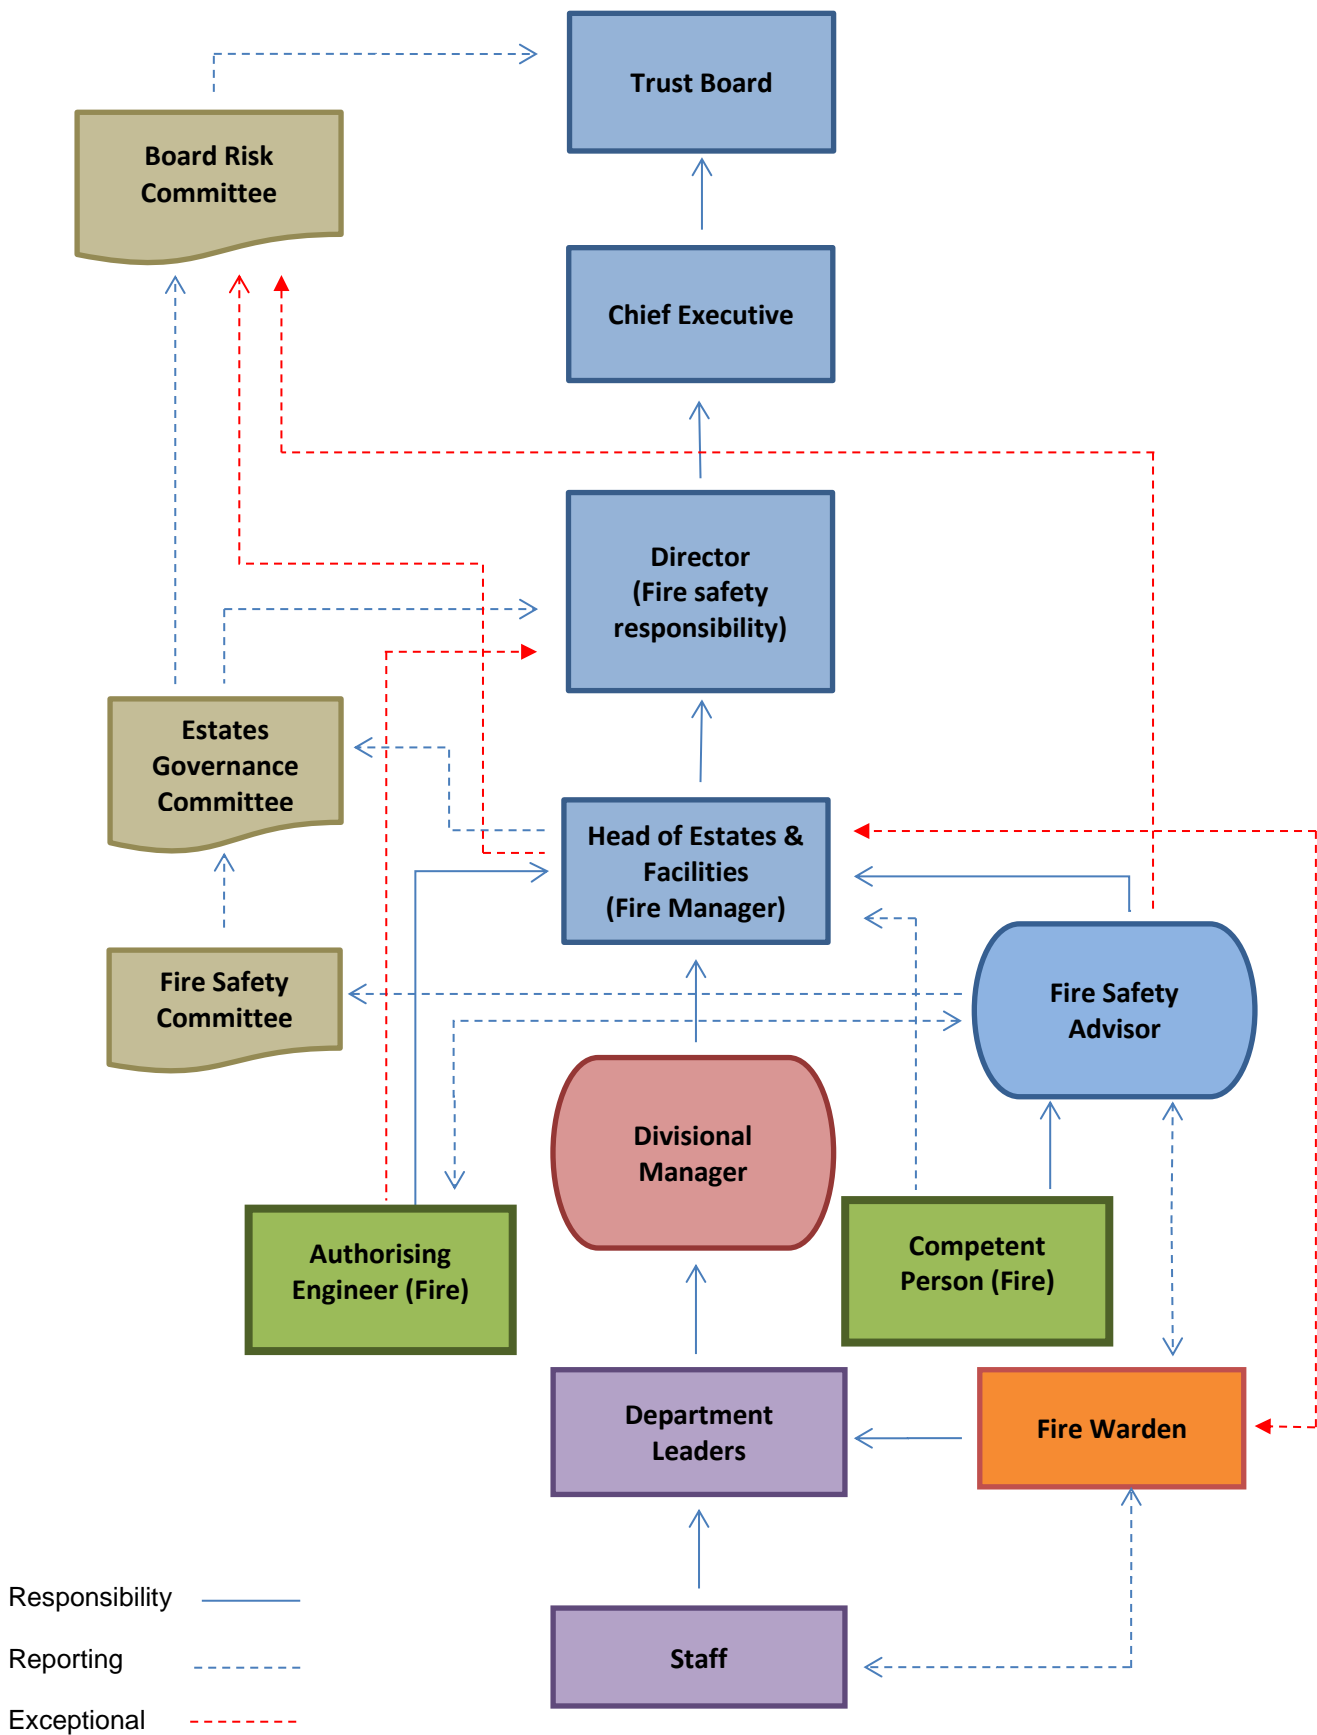 Trust Board
Board Risk
Committee
Chief Executive
Director
(Fire safety
responsibility)
Estates
Governance
Committee
Head of Estates &
Facilities
(Fire Manager)
Fire Safety
Committee
Fire Safety
Advisor
Divisional
Manager
Authorising
Engineer (Fire)
Competent
Person (Fire)
Department
Leaders
Fire Warden
Staff
Responsibility
Reporting
Exceptional